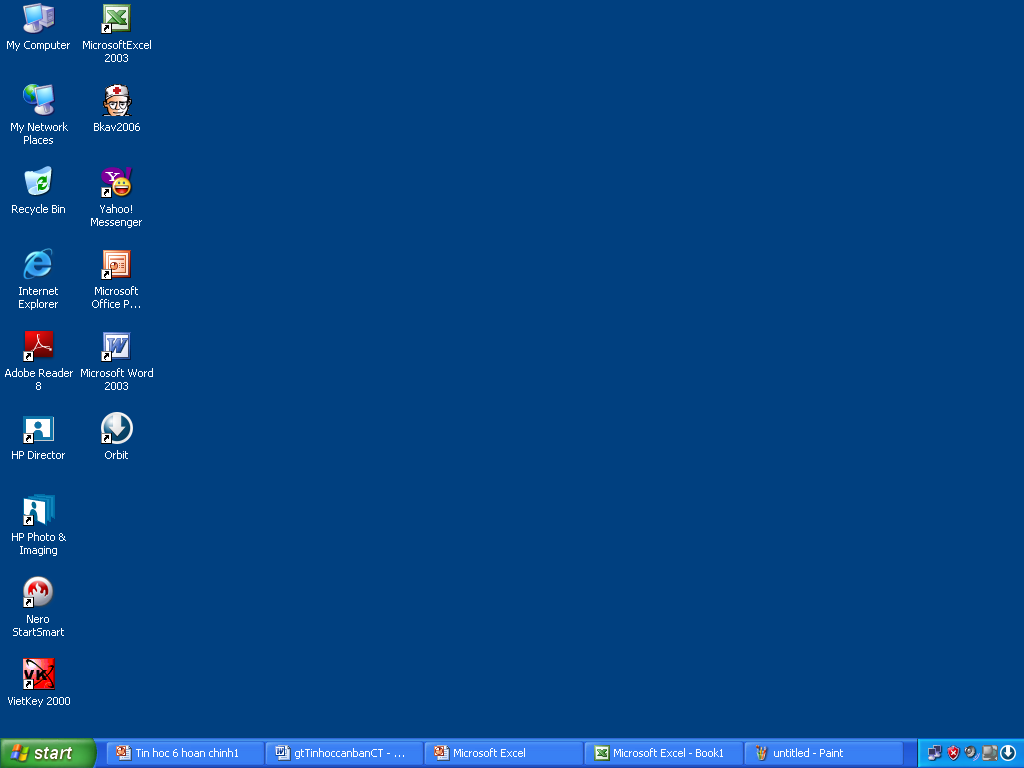 My Computer
MicrosoftExcel
2003
My Network
Places
Bkav2006
Recycle Bin
Yahoo!
Messenger
Internet
Explorer
Microsoft
Office P...
Adobe Reader
8
Microsoft Word
2003
HP Director
Orbit
HP Photo &
Imaging
Nero
StartSmart
VK
VietKey 2000
start
Tin hoc 6 hoan chinh1
gtTinhoccanbanCT - ...
Microsoft Excel
Microsoft Excel - Book1
untitled - Paint